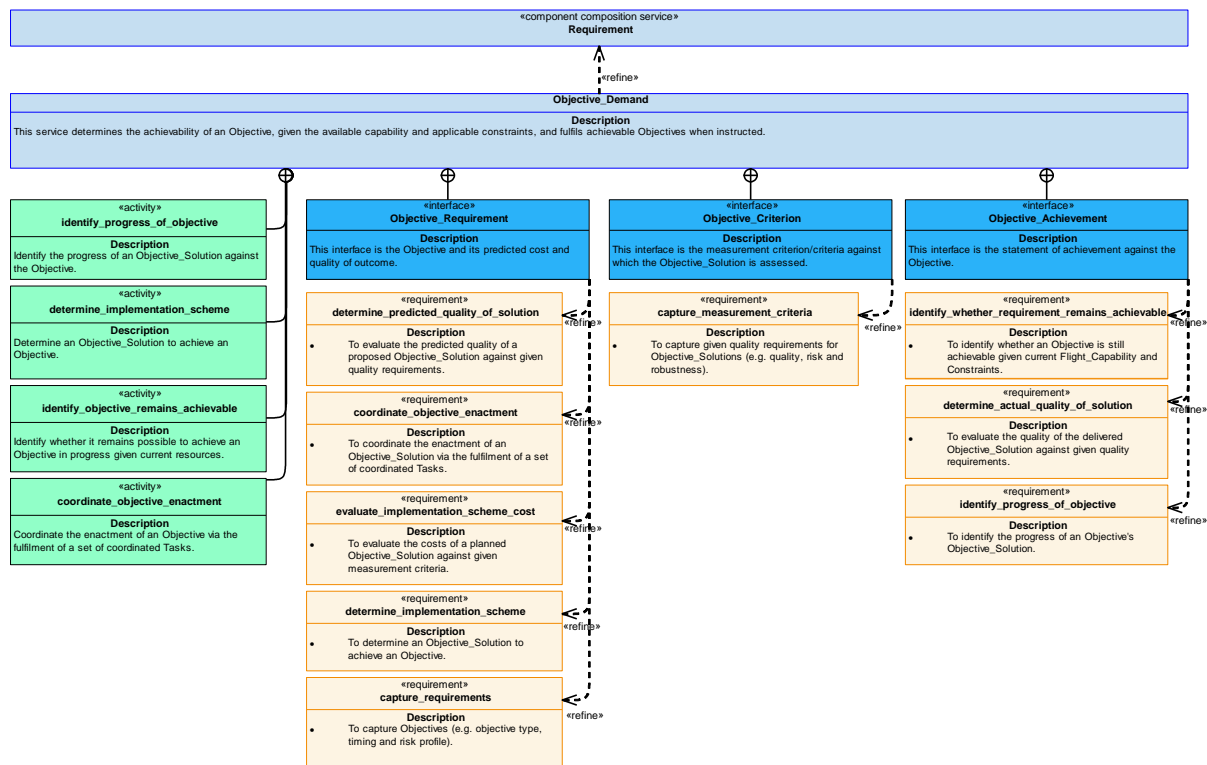 «component composition service»
Requirement
«refine»
Objective_Demand
Description
This service determines the achievability of an Objective, given the available capability and applicable constraints, and fulfils achievable Objectives when instructed.
«activity»
identify_progress_of_objective
Description
Identify the progress of an Objective_Solution against
the Objective.
«activity»
determine_implementation_scheme
Description
Determine an Objective_Solution to achieve an
Objective.
«activity»
identify_objective_remains_achievable
Description
Identify whether it remains possible to achieve an
Objective in progress given current resources.
«activity»
coordinate_objective_enactment
Description
Coordinate the enactment of an Objective via the
fulfilment of a set of coordinated Tasks.
«interface»
Objective_Requirement
Description
This interface is the Objective and its predicted cost and
quality of outcome.
«requirement»
determine_predicted_quality_of_solution
Description
• To evaluate the predicted quality of a
proposed Objective_Solution against given
quality requirements.
«refine»
«requirement»
coordinate_objective_enactment
Description
• To coordinate the enactment of an
Objective_Solution via the fulfilment of a set
of coordinated Tasks.
«refine»
«requirement»
evaluate_implementation_scheme_cost
Description
• To evaluate the costs of a planned
Objective_Solution against given
measurement criteria.
«refine»
«requirement»
determine_implementation_scheme
Description
• To determine an Objective_Solution to
achieve an Objective.
«refine»
«requirement»
capture_requirements
Description
• To capture Objectives (e.g. objective type,
timing and risk profile).
«refine»
«interface»
Objective_Criterion
Description
This interface is the measurement criterion/criteria against
which the Objective_Solution is assessed.
«requirement»
capture_measurement_criteria
Description
• To capture given quality requirements for
Objective_Solutions (e.g. quality, risk and
robustness).
«refine»
«interface»
Objective_Achievement
Description
This interface is the statement of achievement against the
Objective.
«requirement»
identify_whether_requirement_remains_achievable
Description
• To identify whether an Objective is still
achievable given current Flight_Capability and
Constraints.
«refine»
«requirement»
determine_actual_quality_of_solution
Description
• To evaluate the quality of the delivered
Objective_Solution against given quality
requirements.
«refine»
«requirement»
identify_progress_of_objective
Description
• To identify the progress of an Objective's
Objective_Solution.
«refine»